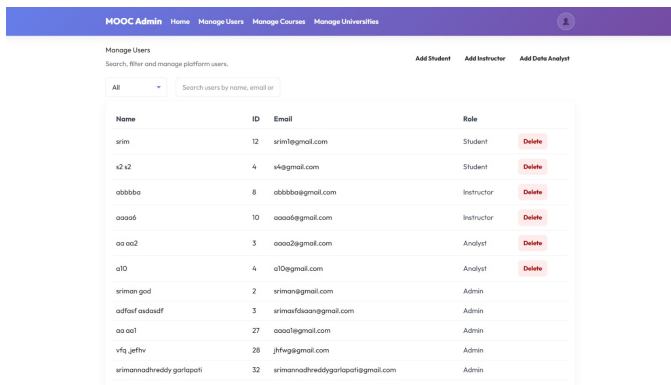 MOOC Admin Home Manage Users Manage Courses Manage Universities
Manage Users
Search, filter and manage platform users.
Add Student Add Instructor Add Data Analyst
All Search users by name, email or
Name ID Email Role
srim 12 srim1@gmail.com Student Delete
s2 s2 4 s4@gmail.com Student Delete
abbbba 8 abbbba@gmail.com Instructor Delete
aaaa6 10 aaaa6@gmail.com Instructor Delete
aa aa2 3 aaaa2@gmail.com Analyst Delete
a10 4 a10@gmail.com Analyst Delete
sriman god 2 sriman@gmail.com Admin
adfasf asdasdf 3 srimasfdsaan@gmail.com Admin
aa aa1 27 aaaa1@gmail.com Admin
vfq ,jefhv 28 jhfwg@gmail.com Admin
srimannadhreddy garlapati 32 srimannadhreddygarlapati@gmail.com Admin